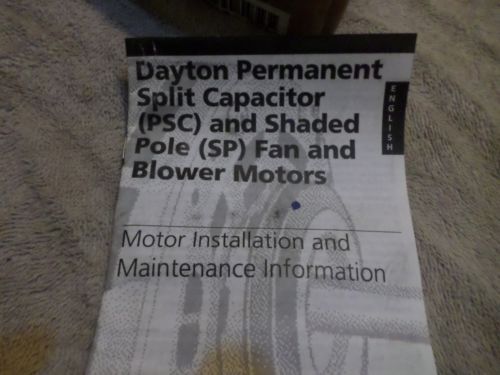 Dayton Permanent
Split Capacitor
(PSC) and Shaded
Pole (SP) Fan and
Blower Motors
ENGLISH
Motor Installation and
Maintenance Information